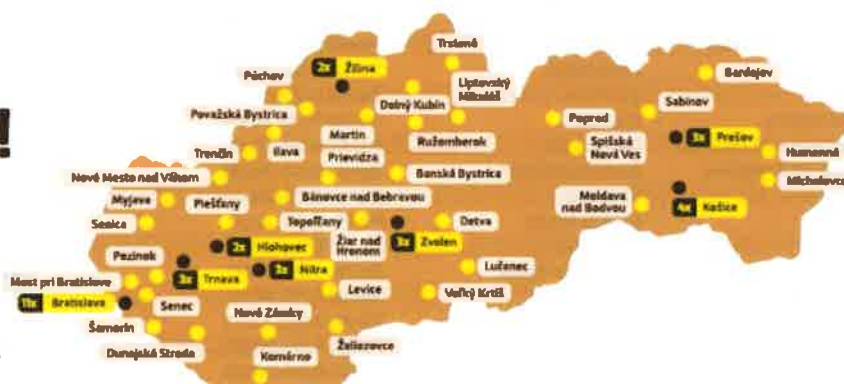 !
Trstená
2x Žilina
Púchov
Liptovský
Mikuláš
Bardejov
Považská Bystrica
Dolný Kubín
Sabinov
Poprad
Martin
Ružomberok
3x Prešov
Trenčín
Ilava
Prievidza
Spišská
Nová Ves
Humenné
Nové Mesto nad Váhom
Banská Bystrica
Michalovce
Myjava
Piešťany
Bánovce nad Bebravou
Moldava
nad Bodvou
4x Košice
Senica
Topoľčany
Žiar nad
Hronom
Detva
3x Zvolen
2x Hlohovec
Pezinok
3x Trnava
Nitra
Lučenec
Most pri Bratislave
11x Bratislava
Senec
Levice
Veľký Krtíš
Šamorín
Nové Zámky
Dunajská Streda
Želiezovce
Komárno